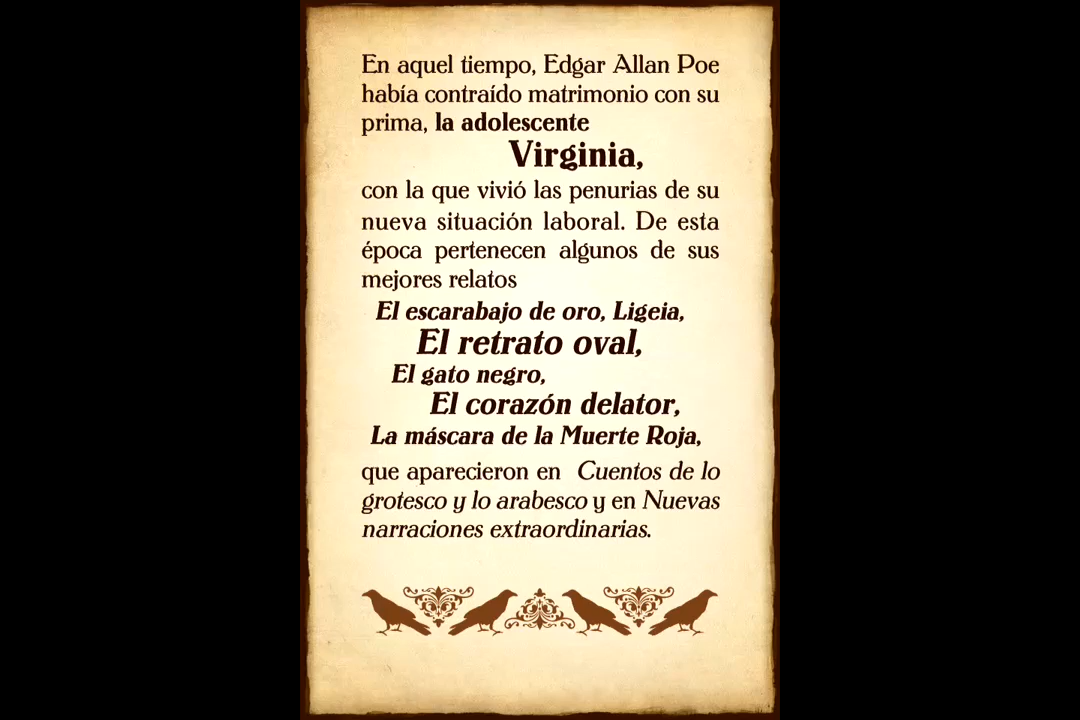 En aquel tiempo, Edgar Allan Poe
había contraído matrimonio con su
prima, la adolescente
Virginia,
con la que vivió las penurias de su
nueva situación laboral. De esta
época pertenecen algunos de sus
mejores relatos
El escarabajo de oro, Ligeia,
El retrato oval,
El gato negro,
El corazón delator,
La máscara de la Muerte Roja,
que aparecieron en Cuentos de lo
grotesco y lo arabesco y en Nuevas
narraciones extraordinarias.